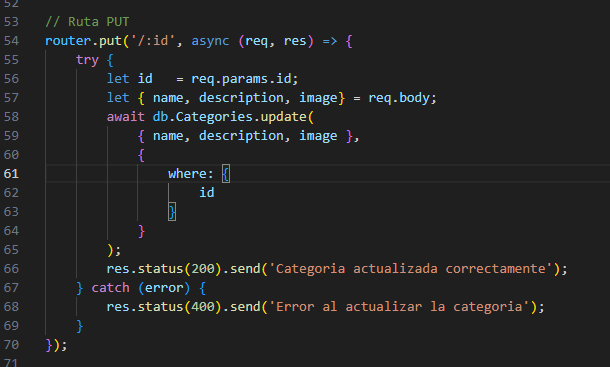 52
53 // Ruta PUT
54 router.put('/:id', async (req, res) => {
55     try {
56         let id   = req.params.id;
57         let { name, description, image} = req.body;
58         await db.Categories.update(
59             { name, description, image },
60             {
61                 where: {
62                     id
63                 }
64             }
65         );
66         res.status(200).send('Categoria actualizada correctamente');
67     } catch (error) {
68         res.status(400).send('Error al actualizar la categoria');
69     }
70 });
71